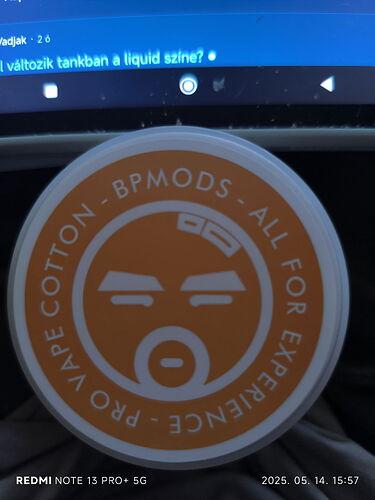 Vadjak · 2 ó
l változik tankban a liquid színe?
BPMODS - ALL FOR EXPERIENCE - PRO VAPE COTTON -
REDMI NOTE 13 PRO+ 5G
2025. 05. 14. 15:57